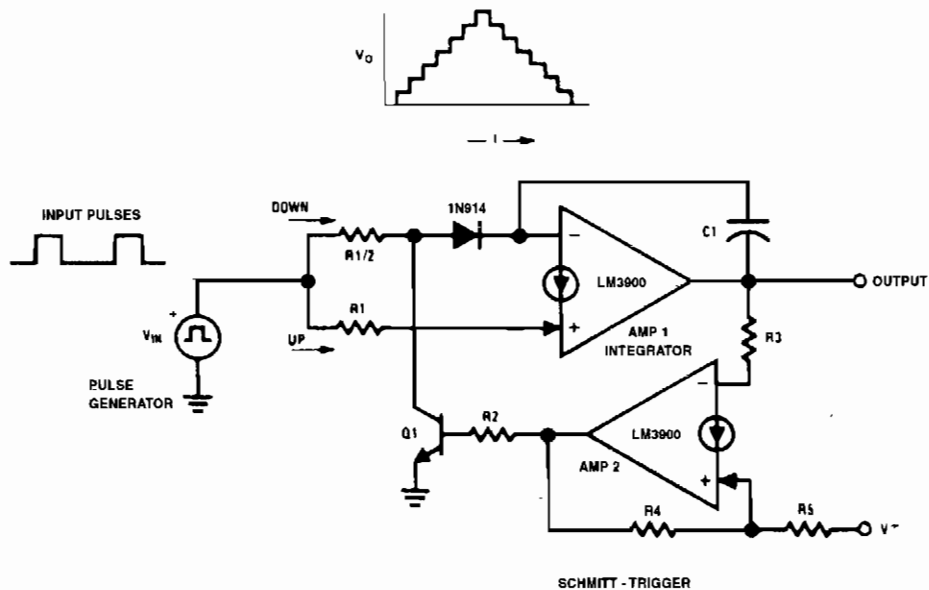 VO
t
INPUT PULSES
DOWN
1N914
R1/2
C1
LM3900
OUTPUT
R1
UP
VIN
+
−
+
AMP 1
INTEGRATOR
R3
PULSE
GENERATOR
Q1
R2
LM3900
−
+
AMP 2
R4
R5
V+
SCHMITT - TRIGGER